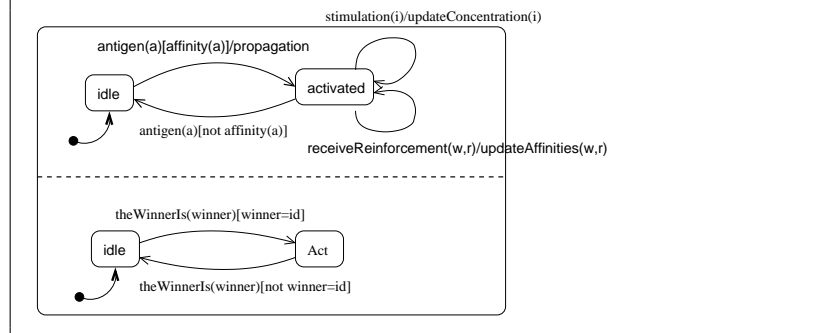 stimulation(i)/updateConcentration(i)
antigen(a)[affinity(a)]/propagation
idle
activated
antigen(a)[not affinity(a)]
receiveReinforcement(w,r)/updateAffinities(w,r)
theWinnerIs(winner)[winner=id]
idle
Act
theWinnerIs(winner)[not winner=id]